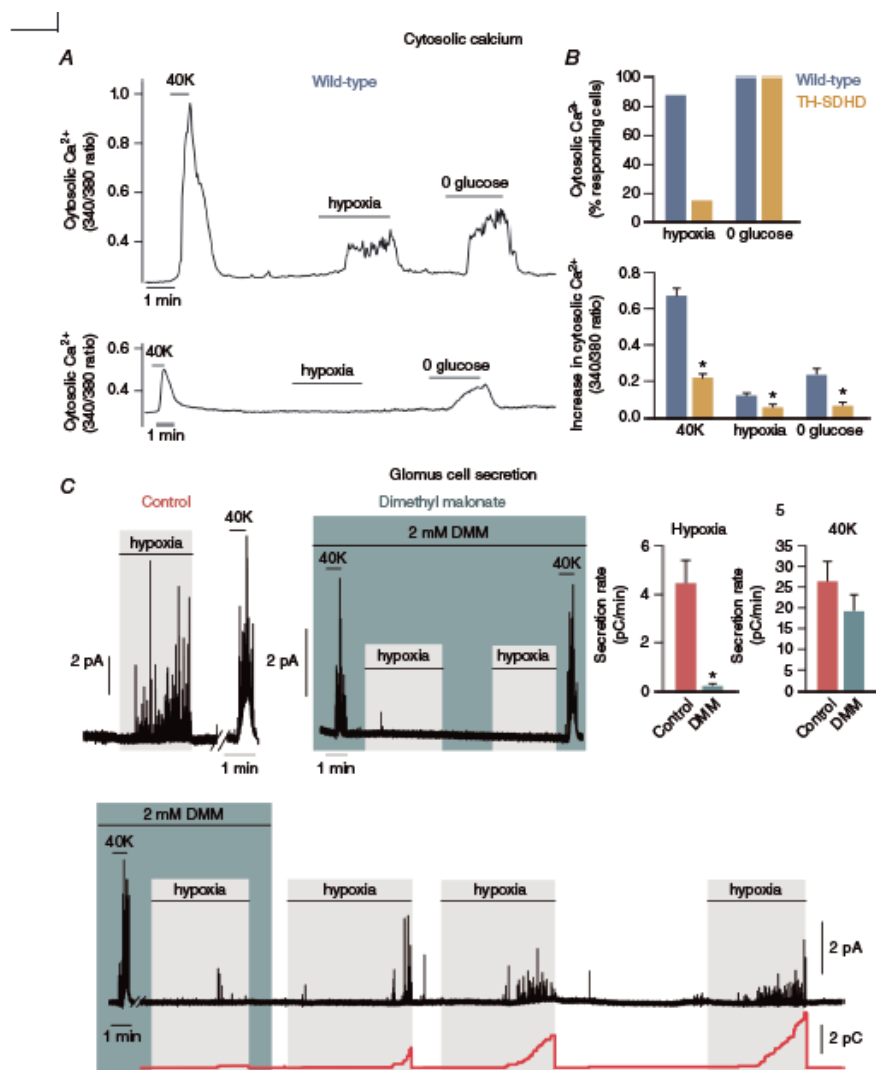 Cytosolic calcium
A
40K
Wild-type
1.0
0.8
0.6
0.4
Cytosolic Ca2+
(340/380 ratio)
hypoxia
0 glucose
1 min
0.6
0.4
Cytosolic Ca2+
(340/380 ratio)
40K
hypoxia
0 glucose
1 min
B
Wild-type
TH-SDHD
Cytosolic Ca2+
(% responding cells)
100
80
60
40
20
0
hypoxia 0 glucose
Increase in cytosolic Ca2+
(340/380 ratio)
0.8
0.6
0.4
0.2
0.0
* * *
40K hypoxia 0 glucose
C
Glomus cell secretion
Control
hypoxia
40K
2 pA
1 min
Dimethyl malonate
2 mM DMM
40K
40K
hypoxia
hypoxia
2 pA
1 min
5
Hypoxia
Secretion rate
(pC/min)
6
4
2
0
*
Control
DMM
40K
Secretion rate
(pC/min)
35
30
25
20
15
10
5
0
Control
DMM
2 mM DMM
40K
hypoxia
hypoxia
hypoxia
hypoxia
2 pA
1 min
2 pC